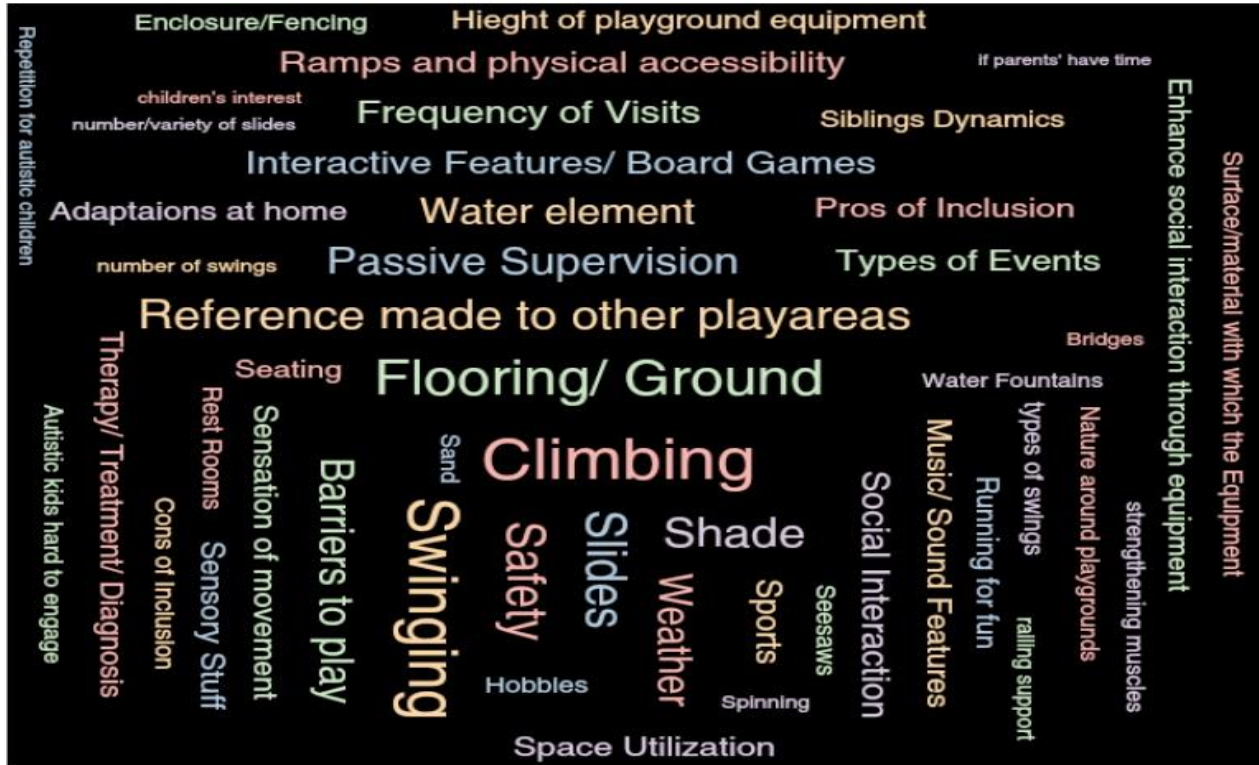 Enclosure/Fencing
Hieght of playground equipment
Repetition for autistic children
Ramps and physical accessibility
If parents' have time
children's interest
number/variety of slides
Frequency of Visits
Siblings Dynamics
Enhance social interaction through equipment
Surface/material with which the Equipment
Interactive Features/ Board Games
Adaptaions at home
Water element
Pros of Inclusion
number of swings
Passive Supervision
Types of Events
Reference made to other playareas
Bridges
Therapy/ Treatment/ Diagnosis
Seating
Flooring/ Ground
Water Fountains
Autistic kids hard to engage
Rest Rooms
Sensation of movement
Sand
Climbing
Music/ Sound Features
types of swings
Nature around playgrounds
Barriers to play
Social Interaction
Running for fun
Cons of Inclusion
Sensory Stuff
Swinging
Safety
Slides
Shade
strengthening muscles
Weather
Sports
Seesaws
railing support
Hobbles
Spinning
Space Utilization